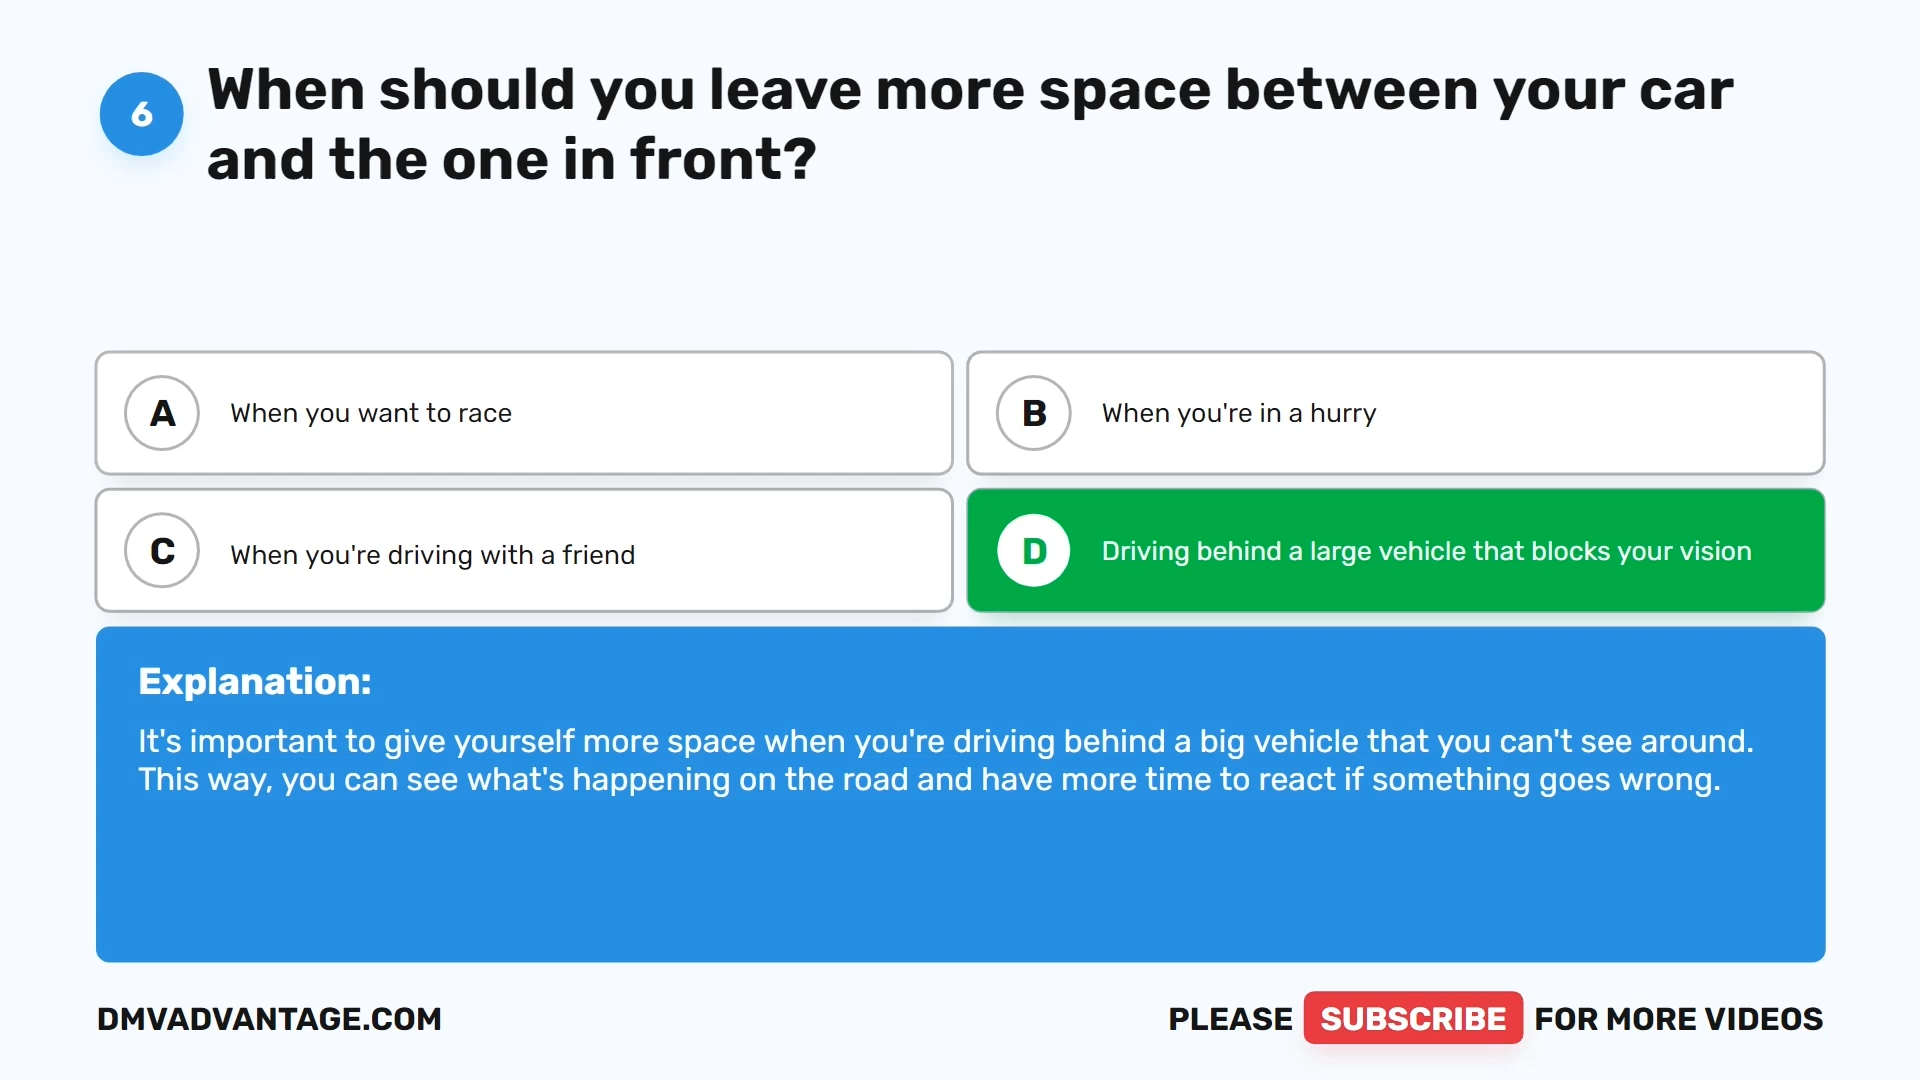 6
When should you leave more space between your car
and the one in front?
A When you want to race
B When you're in a hurry
C When you're driving with a friend
D Driving behind a large vehicle that blocks your vision
Explanation:
It's important to give yourself more space when you're driving behind a big vehicle that you can't see around.
This way, you can see what's happening on the road and have more time to react if something goes wrong.
DMVADVANTAGE.COM
PLEASE SUBSCRIBE FOR MORE VIDEOS